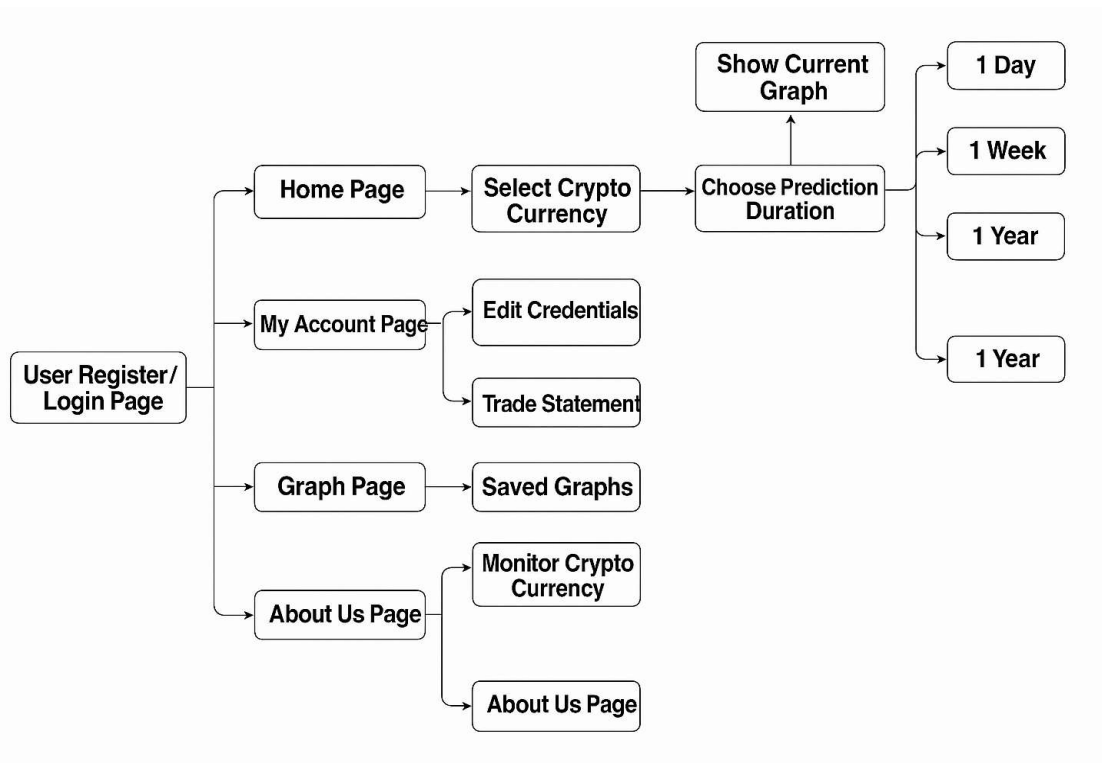 User Register/
Login Page
Home Page
Select Crypto
Currency
Choose Prediction
Duration
Show Current
Graph
1 Day
1 Week
1 Year
1 Year
My Account Page
Edit Credentials
Trade Statement
Graph Page
Saved Graphs
About Us Page
Monitor Crypto
Currency
About Us Page